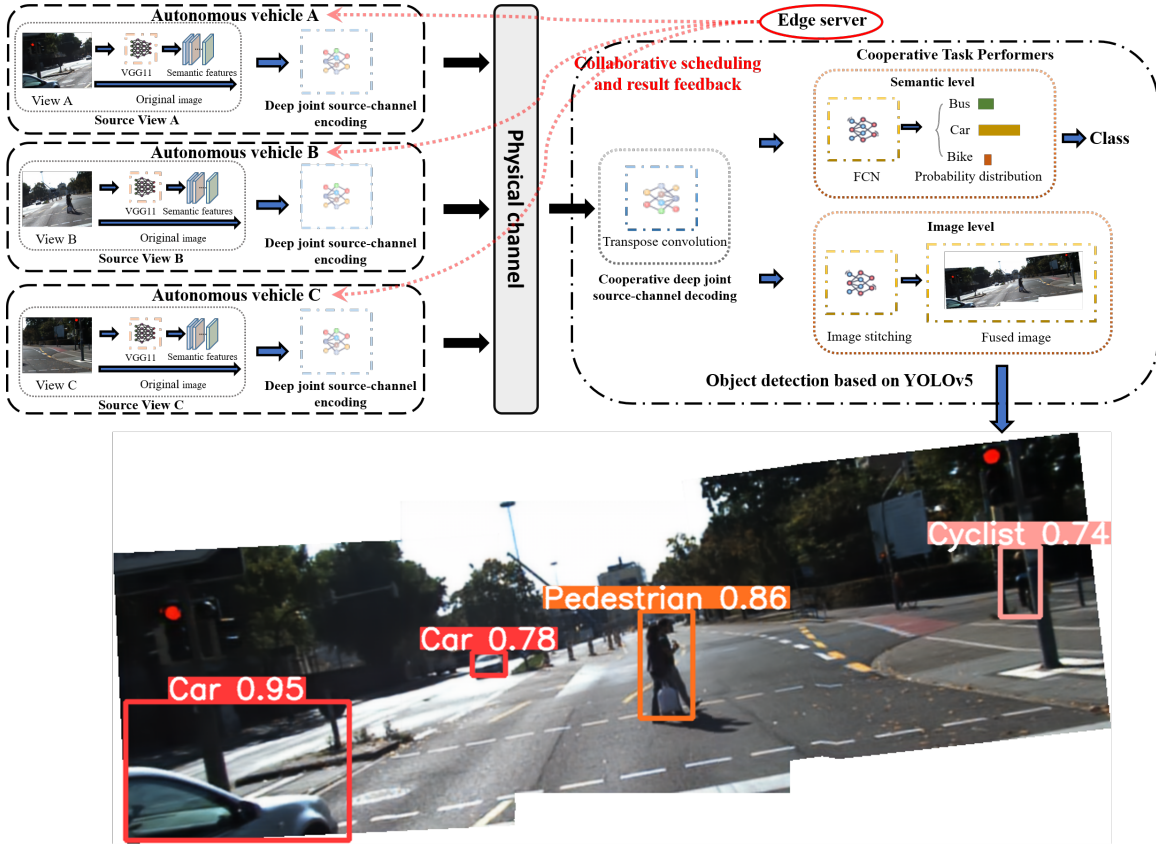 Autonomous vehicle A
View A
VGG11
Semantic features
Original image
Source View A
Deep joint source-channel
encoding
Autonomous vehicle B
View B
VGG11
Semantic features
Original image
Source View B
Deep joint source-channel
encoding
Autonomous vehicle C
View C
VGG11
Semantic features
Original image
Source View C
Deep joint source-channel
encoding
Physical channel
Edge server
Collaborative scheduling
and result feedback
Transpose convolution
Cooperative deep joint
source-channel decoding
Cooperative Task Performers
Semantic level
FCN
Bus
Car
Bike
Probability distribution
Class
Image level
Image stitching
Fused image
Object detection based on YOLOv5
Cyclist 0.74
Pedestrian 0.86
Car 0.78
Car 0.95